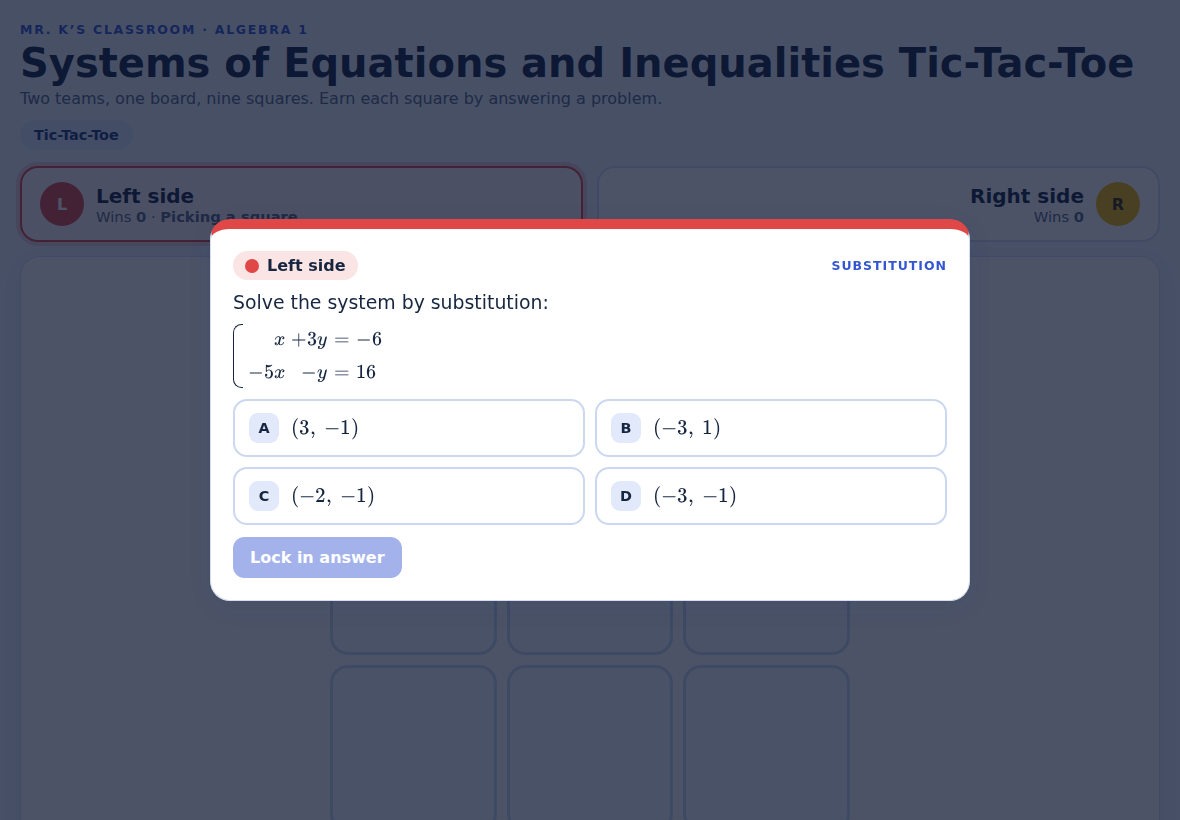 MR. K’S CLASSROOM · ALGEBRA 1
Systems of Equations and Inequalities Tic-Tac-Toe
Two teams, one board, nine squares. Earn each square by answering a problem.
Tic-Tac-Toe
L Left side
Wins 0 · Picking a square
Right side R
Wins 0
Left side
SUBSTITUTION
Solve the system by substitution:
x +3y = −6
−5x −y = 16
A (3, −1)
B (−3, 1)
C (−2, −1)
D (−3, −1)
Lock in answer